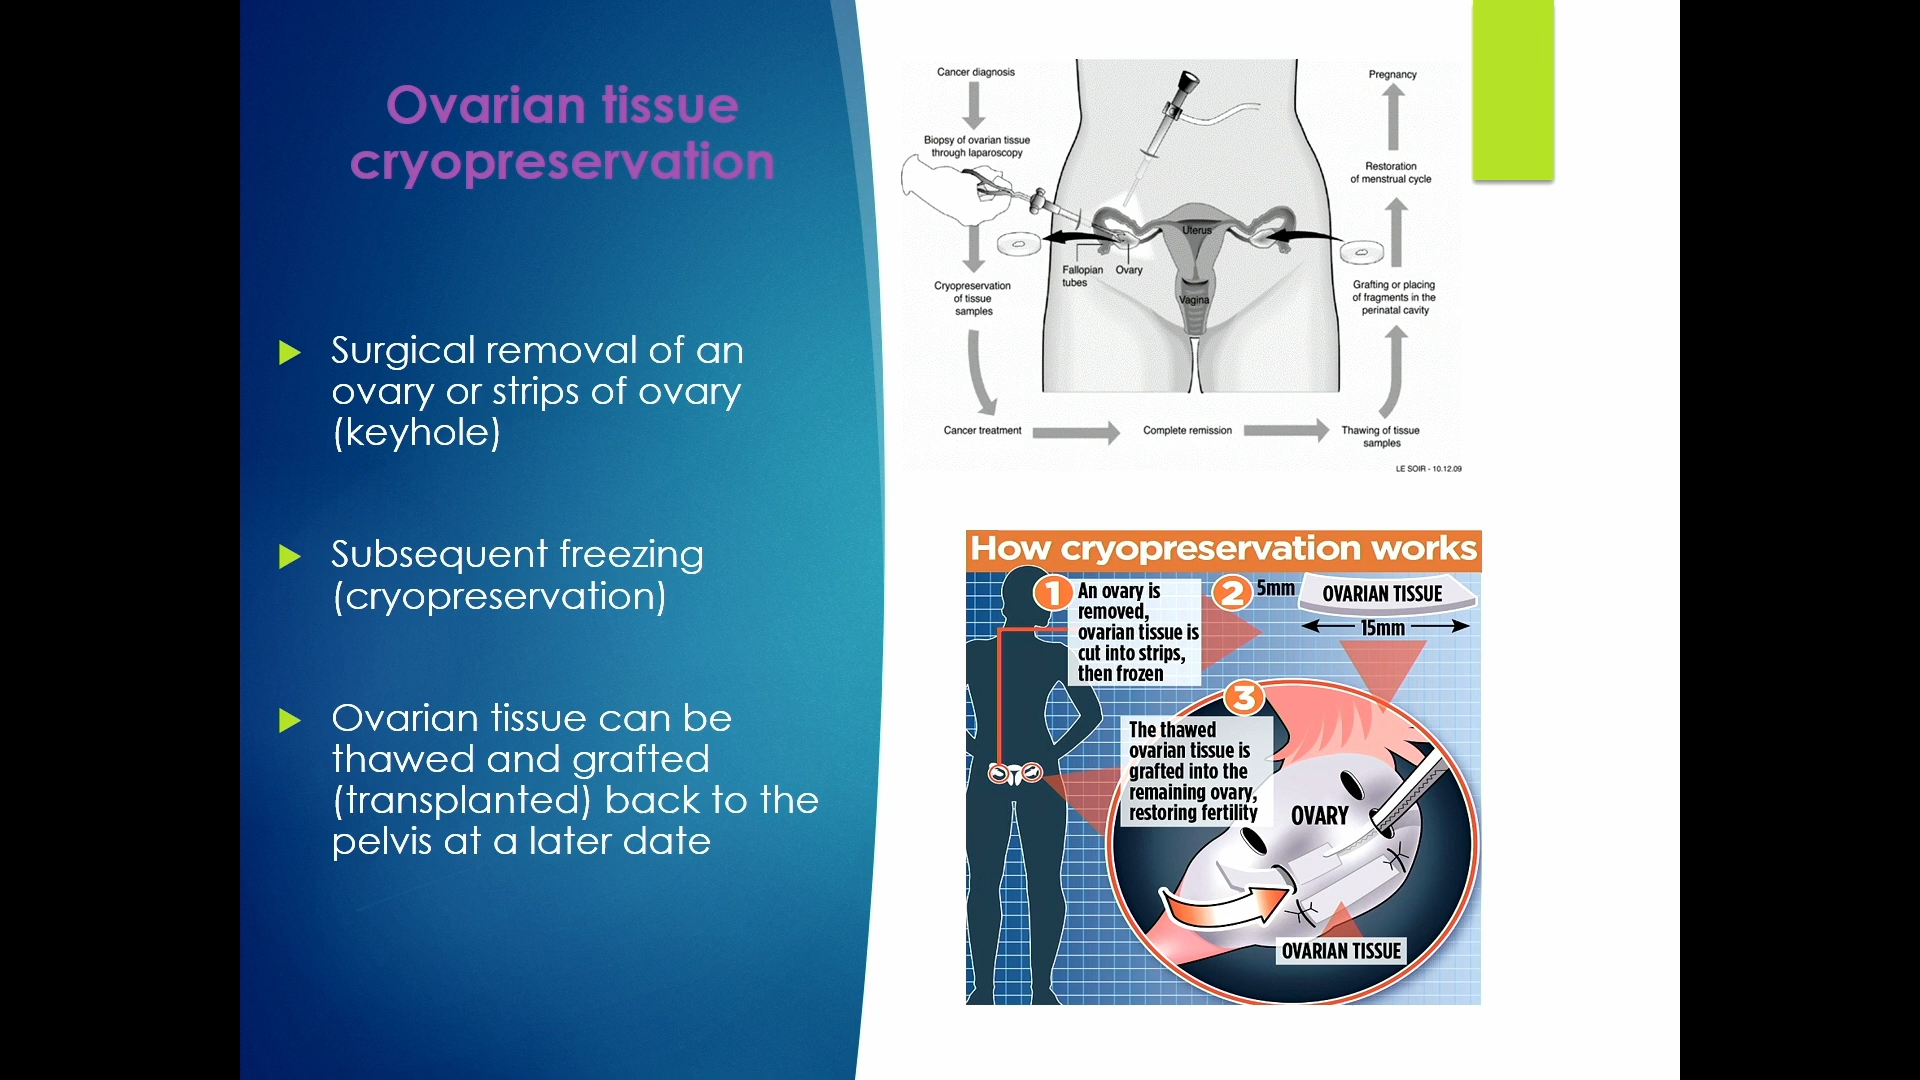 Ovarian tissue
cryopreservation
Surgical removal of an
ovary or strips of ovary
(keyhole)
Subsequent freezing
(cryopreservation)
Ovarian tissue can be
thawed and grafted
(transplanted) back to the
pelvis at a later date
Cancer diagnosis
Biopsy of ovarian tissue
through laparoscopy
Cryopreservation
of tissue
samples
Cancer treatment
Complete remission
Thawing of tissue
samples
Grafting or placing
of fragments in the
perinatal cavity
Restoration
of menstrual cycle
Pregnancy
Uterus
Fallopian
tubes
Ovary
Vagina
LE SOIR - 10.12.09
How cryopreservation works
1
An ovary is
removed,
ovarian tissue is
cut into strips,
then frozen
2
5mm
OVARIAN TISSUE
15mm
3
The thawed
ovarian tissue is
grafted into the
remaining ovary,
restoring fertility
OVARY
OVARIAN TISSUE